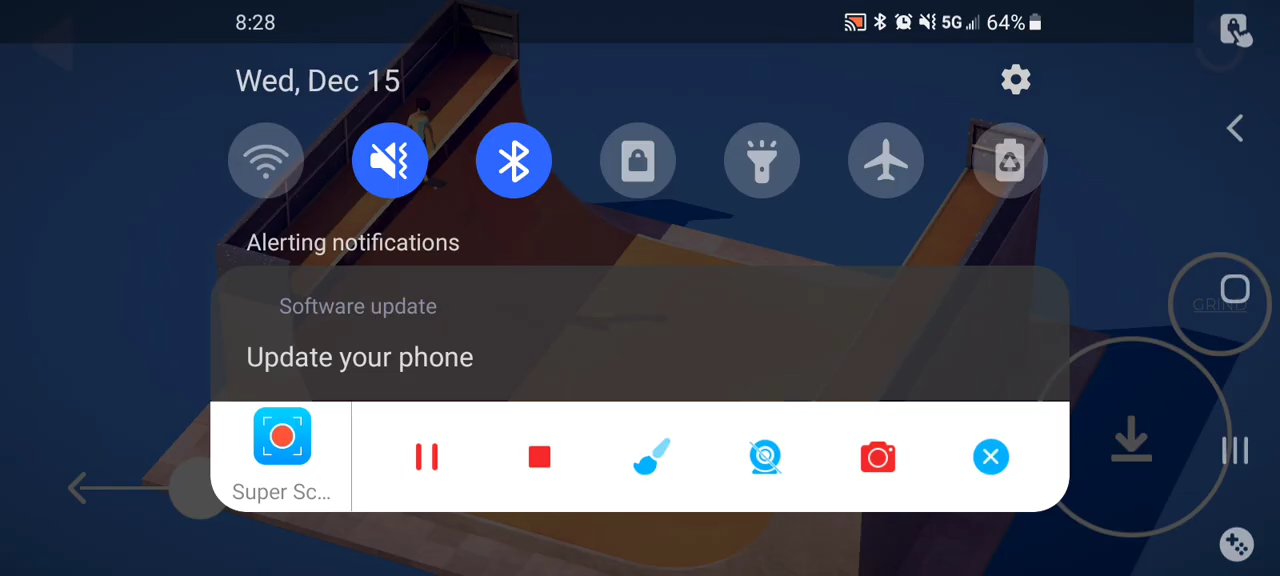 8:28
5G 64%
Wed, Dec 15
Alerting notifications
Software update
GRIND
Update your phone
Super Sc...